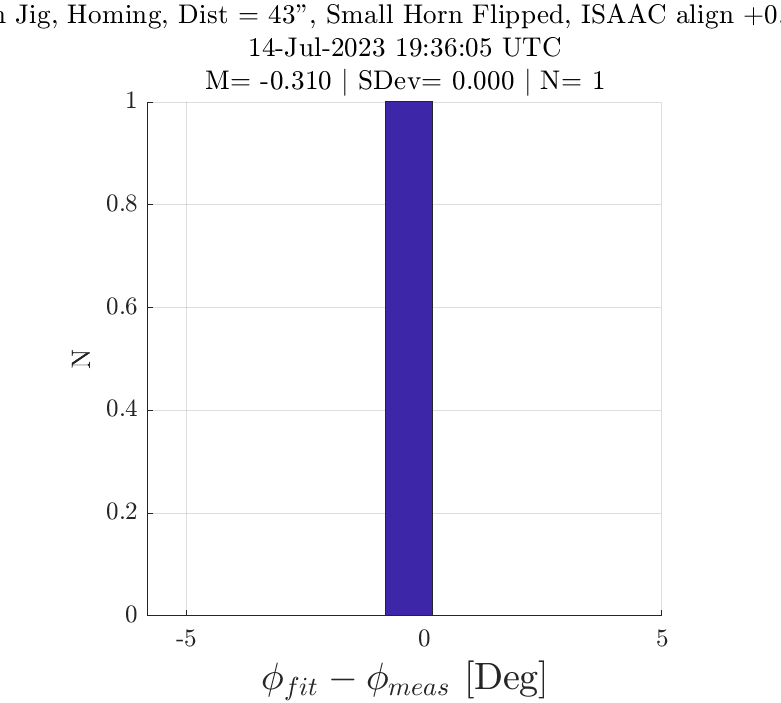 Jig, Homing, Dist = 43", Small Horn Flipped, ISAAC align +0.
14-Jul-2023 19:36:05 UTC
M= -0.310 | SDev= 0.000 | N= 1
1
0.8
0.6
0.4
0.2
0
N
-5 0 5
ϕ_fit − ϕ_meas [Deg]